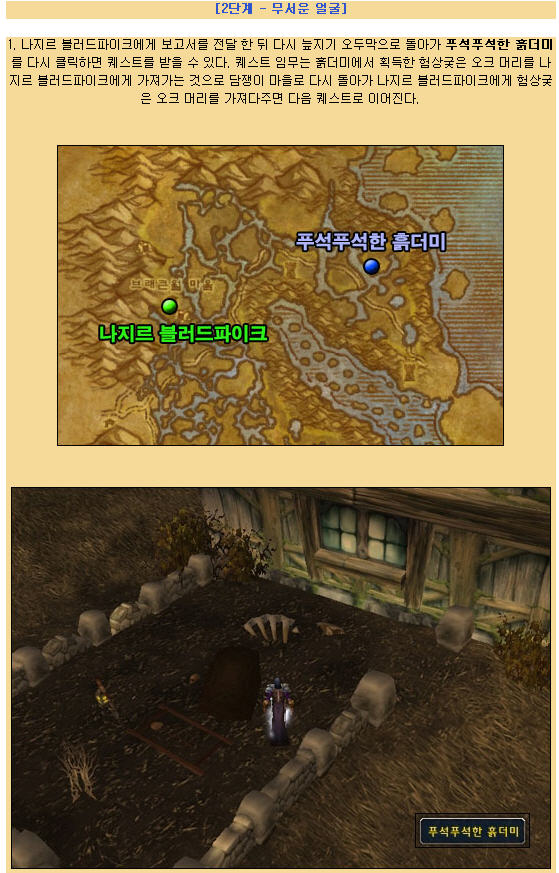 [2단계 - 무서운 얼굴]
1. 나지르 블러드파이크에게 보고서를 전달 한 뒤 다시 늪지기 오두막으로 돌아가 푸석푸석한 흙더미
를 다시 클릭하면 퀘스트를 받을 수 있다. 퀘스트 임무는 흙더미에서 획득한 험상궂은 오크 머리를 나
지르 블러드파이크에게 가져가는 것으로 담쟁이 마을로 다시 돌아가 나지르 블러드파이크에게 험상궂
은 오크 머리를 가져다주면 다음 퀘스트로 이어진다.
푸석푸석한 흙더미
브래큰월 마을
나지르 블러드파이크
푸석푸석한 흙더미